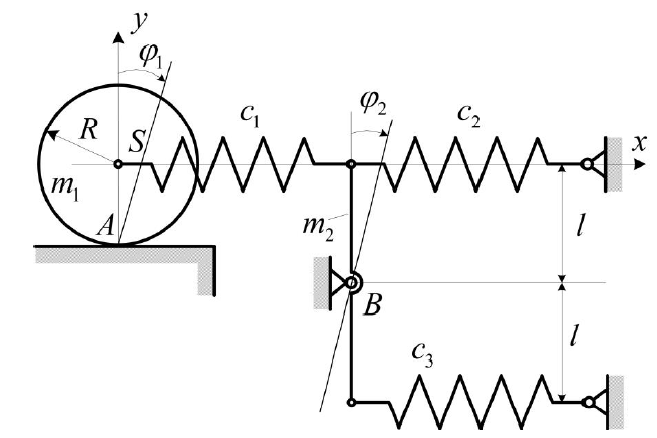 y
φ₁
R
S
c₁
φ₂
c₂
x
m₁
A
m₂
l
B
c₃
l